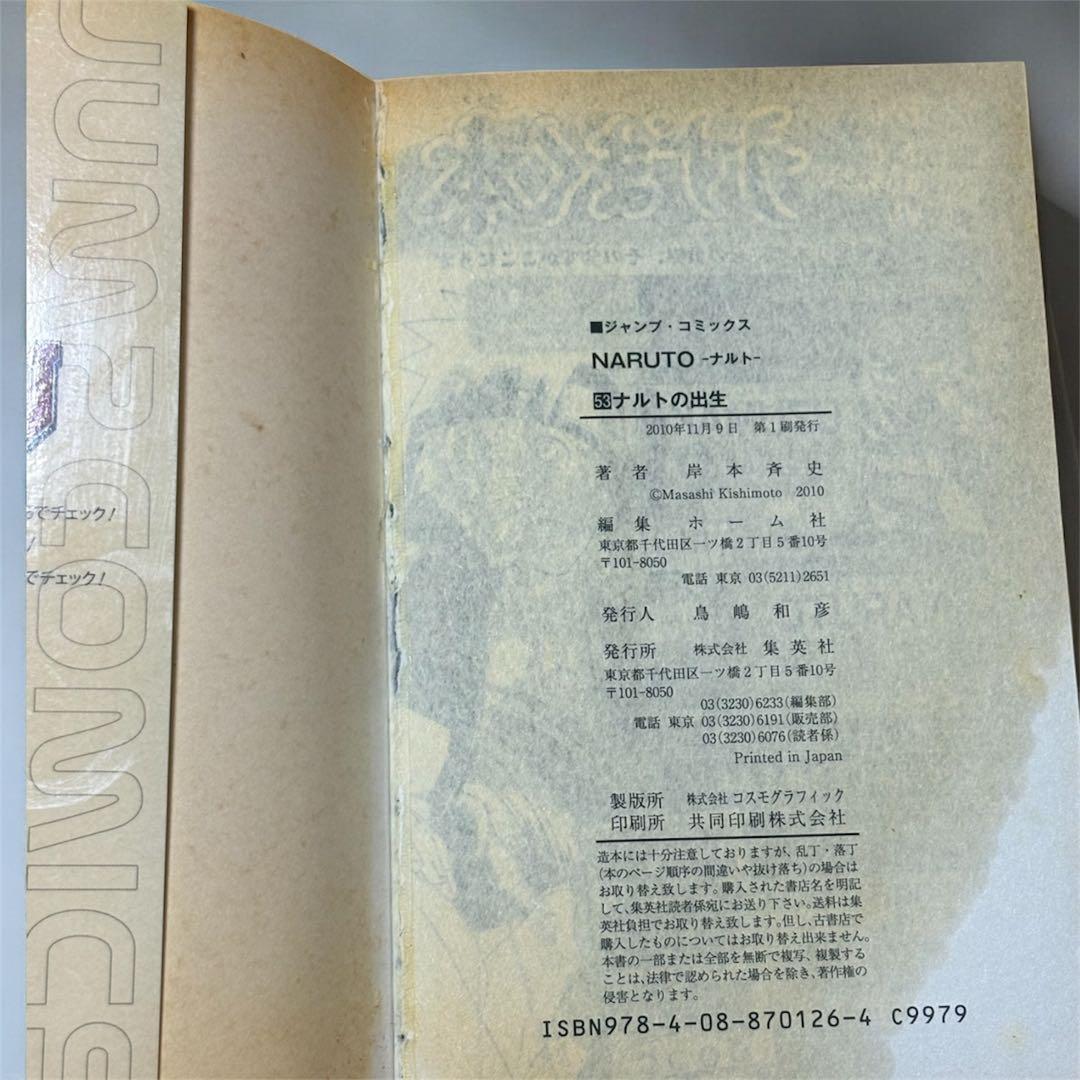 JUMP COMICS
でチェック!
!
でチェック!
■ジャンプ・コミックス
NARUTO -ナルト-
53ナルトの出生
2010年11月9日 第1刷発行
著者 岸本斉史
©Masashi Kishimoto 2010
編集 ホーム社
東京都千代田区一ツ橋2丁目5番10号
〒101-8050
電話 東京 03(5211)2651
発行人 鳥嶋和彦
発行所 株式会社 集英社
東京都千代田区一ツ橋2丁目5番10号
〒101-8050
03(3230)6233(編集部)
電話 東京 03(3230)6191(販売部)
03(3230)6076(読者係)
Printed in Japan
製版所 株式会社 コスモグラフィック
印刷所 共同印刷株式会社
造本には十分注意しておりますが、乱丁・落丁
(本のページ順序の間違いや抜け落ち)の場合は
お取り替え致します。購入された書店名を明記
して、集英社読者係宛にお送り下さい。送料は集
英社負担でお取り替え致します。但し、古書店で
購入したものについてはお取り替え出来ません。
本書の一部または全部を無断で複写、複製する
ことは、法律で認められた場合を除き、著作権の
侵害となります。
ISBN978-4-08-870126-4 C9979